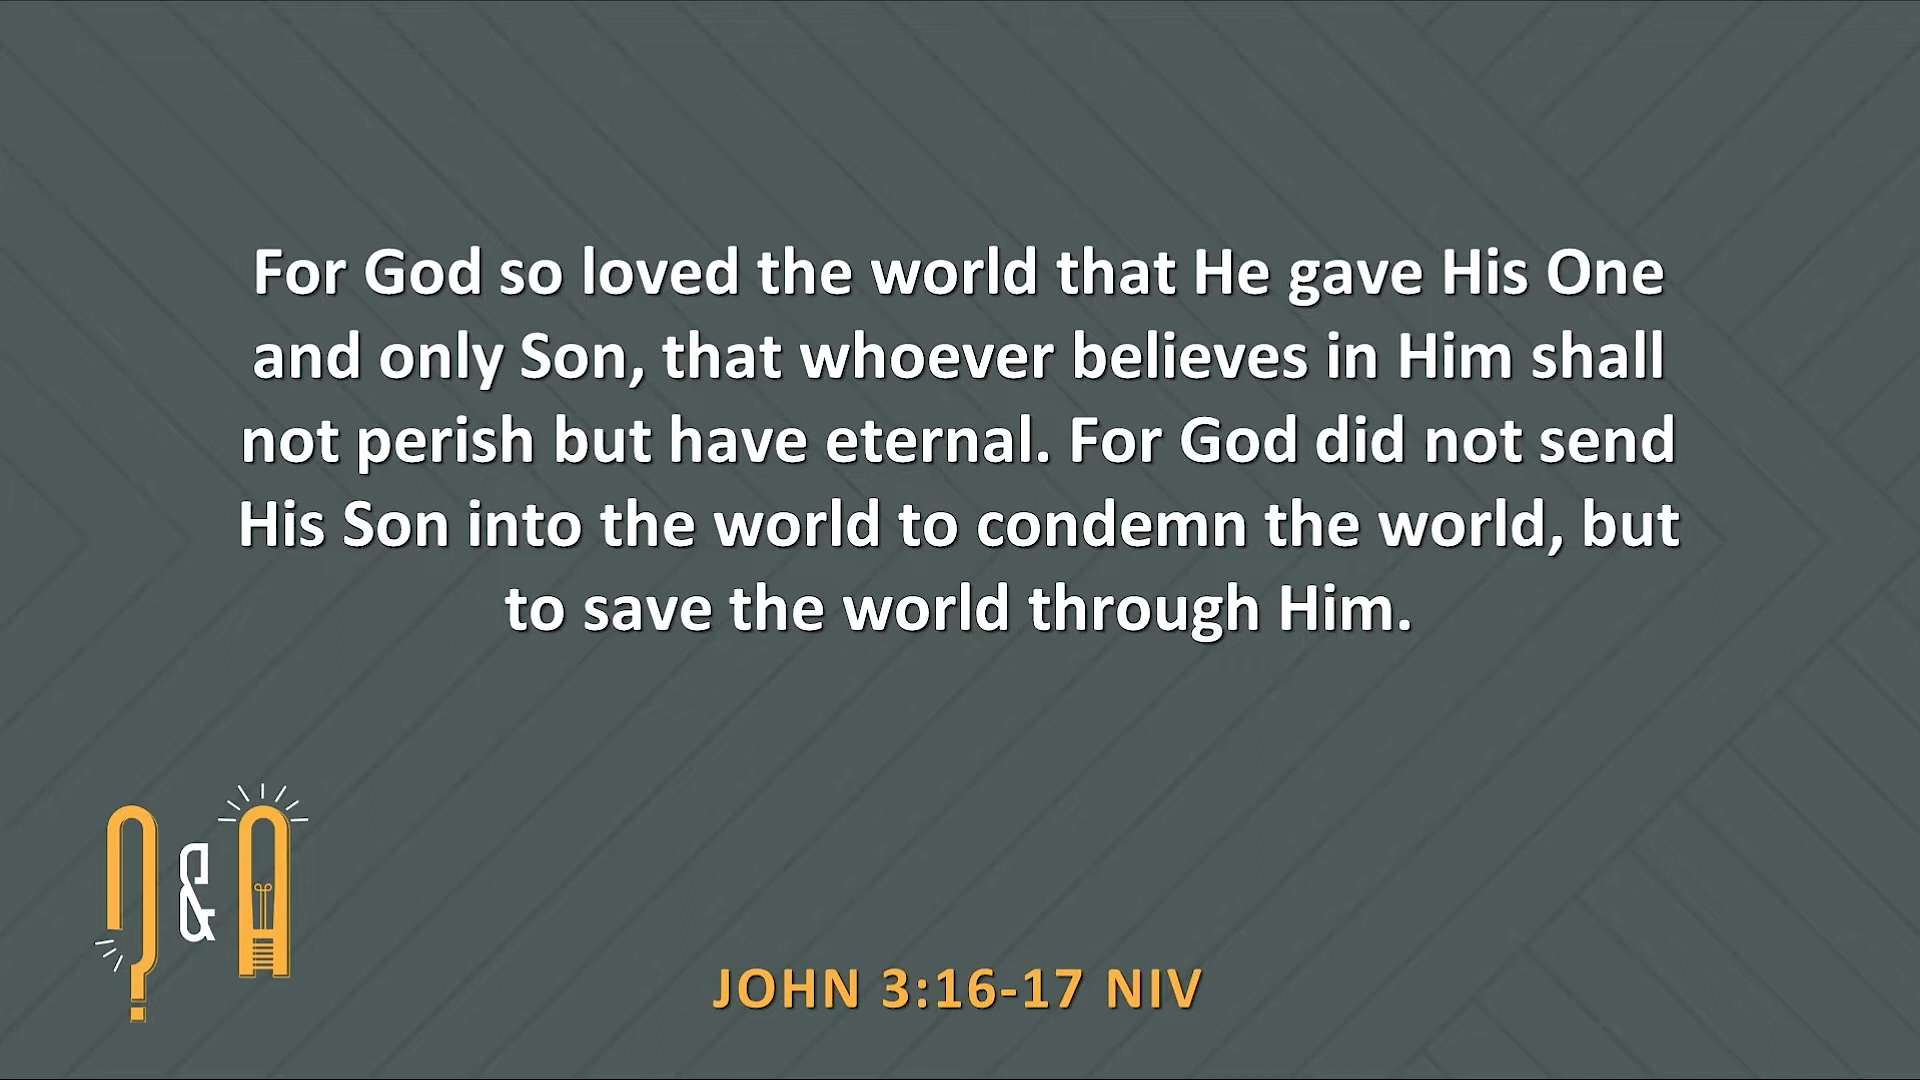 For God so loved the world that He gave His One
and only Son, that whoever believes in Him shall
not perish but have eternal. For God did not send
His Son into the world to condemn the world, but
to save the world through Him.
? & A
JOHN 3:16-17 NIV